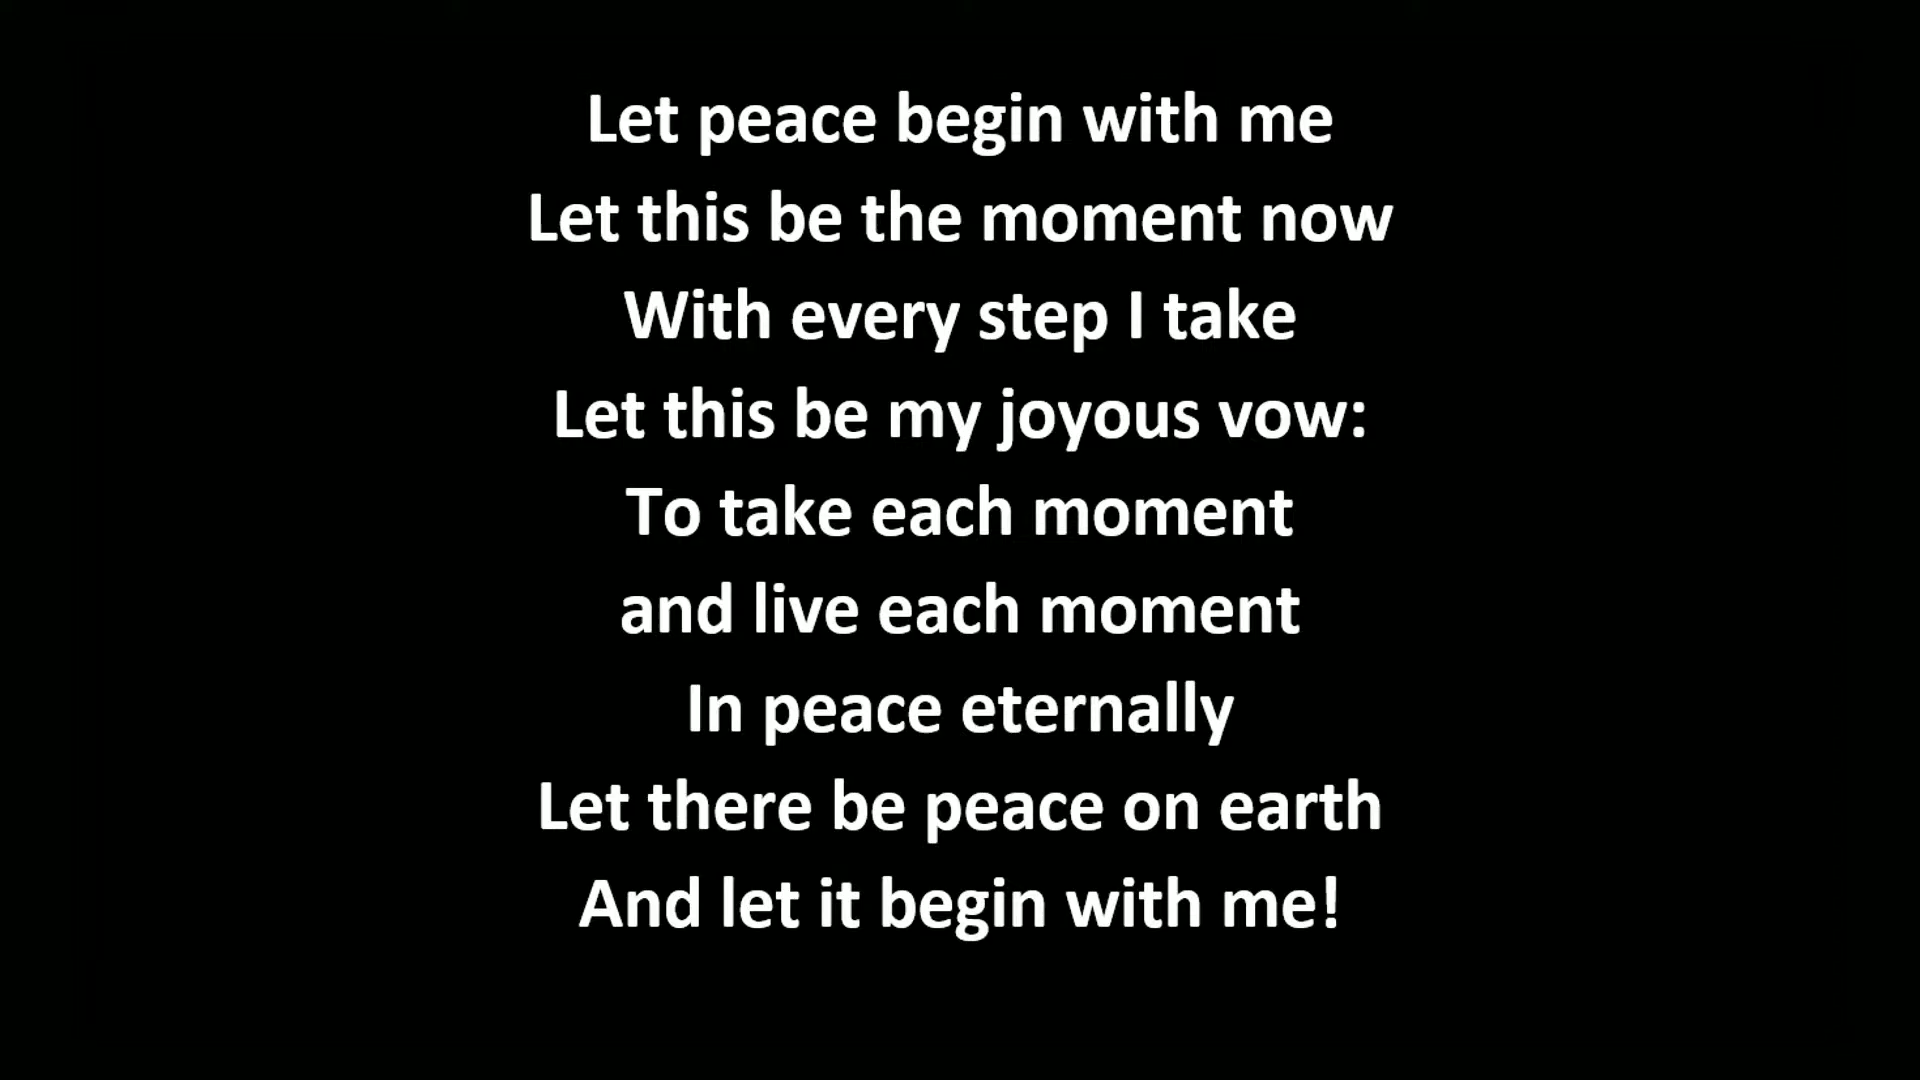 Let peace begin with me
Let this be the moment now
With every step I take
Let this be my joyous vow:
To take each moment
and live each moment
In peace eternally
Let there be peace on earth
And let it begin with me!